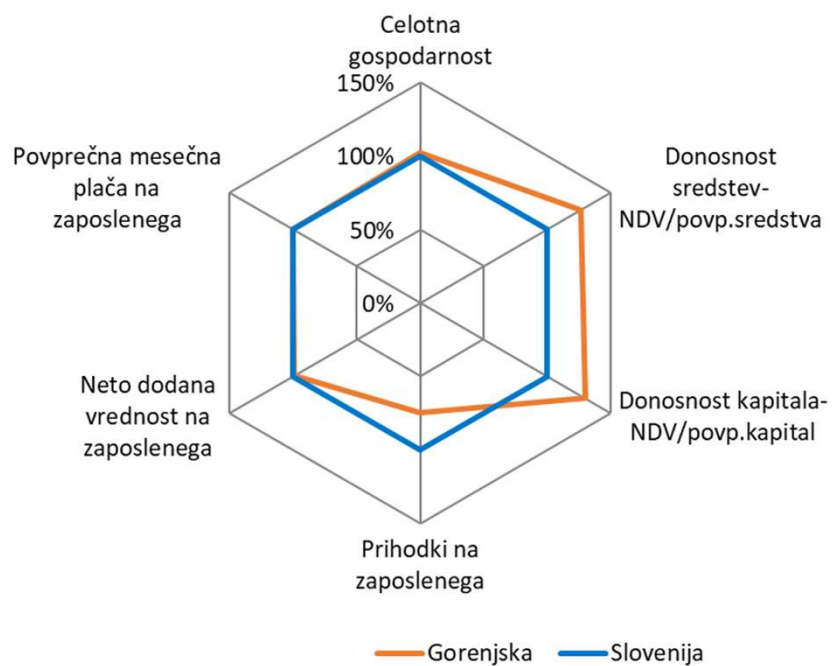 Celotna
gospodarnost
150%
100%
50%
0%
Donosnost
sredstev-
NDV/povp.sredstva
Donosnost kapitala-
NDV/povp.kapital
Prihodki na
zaposlenega
Neto dodana
vrednost na
zaposlenega
Povprečna mesečna
plača na
zaposlenega
Gorenjska
Slovenija